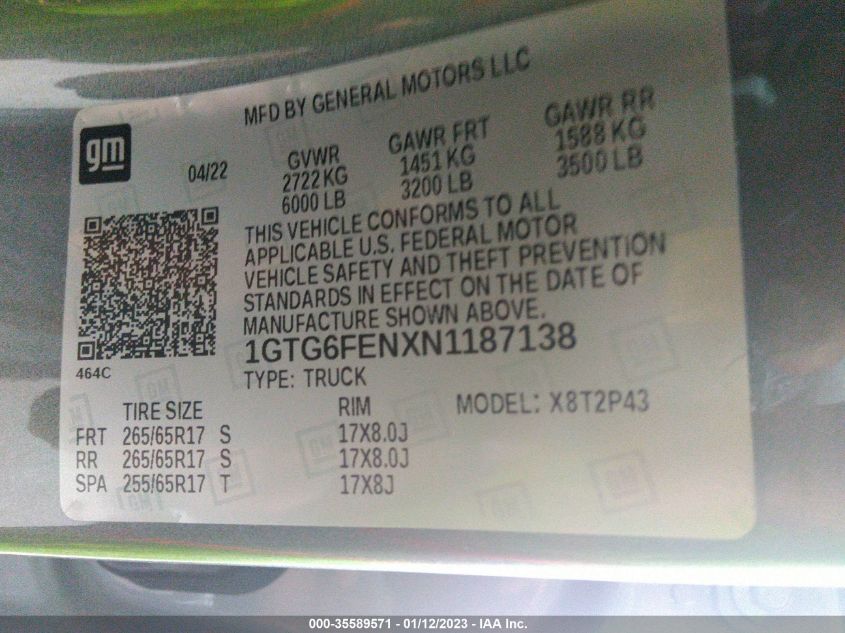 MFD BY GENERAL MOTORS LLC
gm
04/22
GVWR
2722 KG
6000 LB
GAWR FRT
1451 KG
3200 LB
GAWR RR
1588 KG
3500 LB
THIS VEHICLE CONFORMS TO ALL
APPLICABLE U.S. FEDERAL MOTOR
VEHICLE SAFETY AND THEFT PREVENTION
STANDARDS IN EFFECT ON THE DATE OF
MANUFACTURE SHOWN ABOVE.
1GTG6FENXN1187138
464C
TYPE: TRUCK
MODEL: X8T2P43
TIRE SIZE RIM
FRT 265/65R17 S 17X8.0J
RR 265/65R17 S 17X8.0J
SPA 255/65R17 T 17X8J
000-35589571 - 01/12/2023 - IAA Inc.